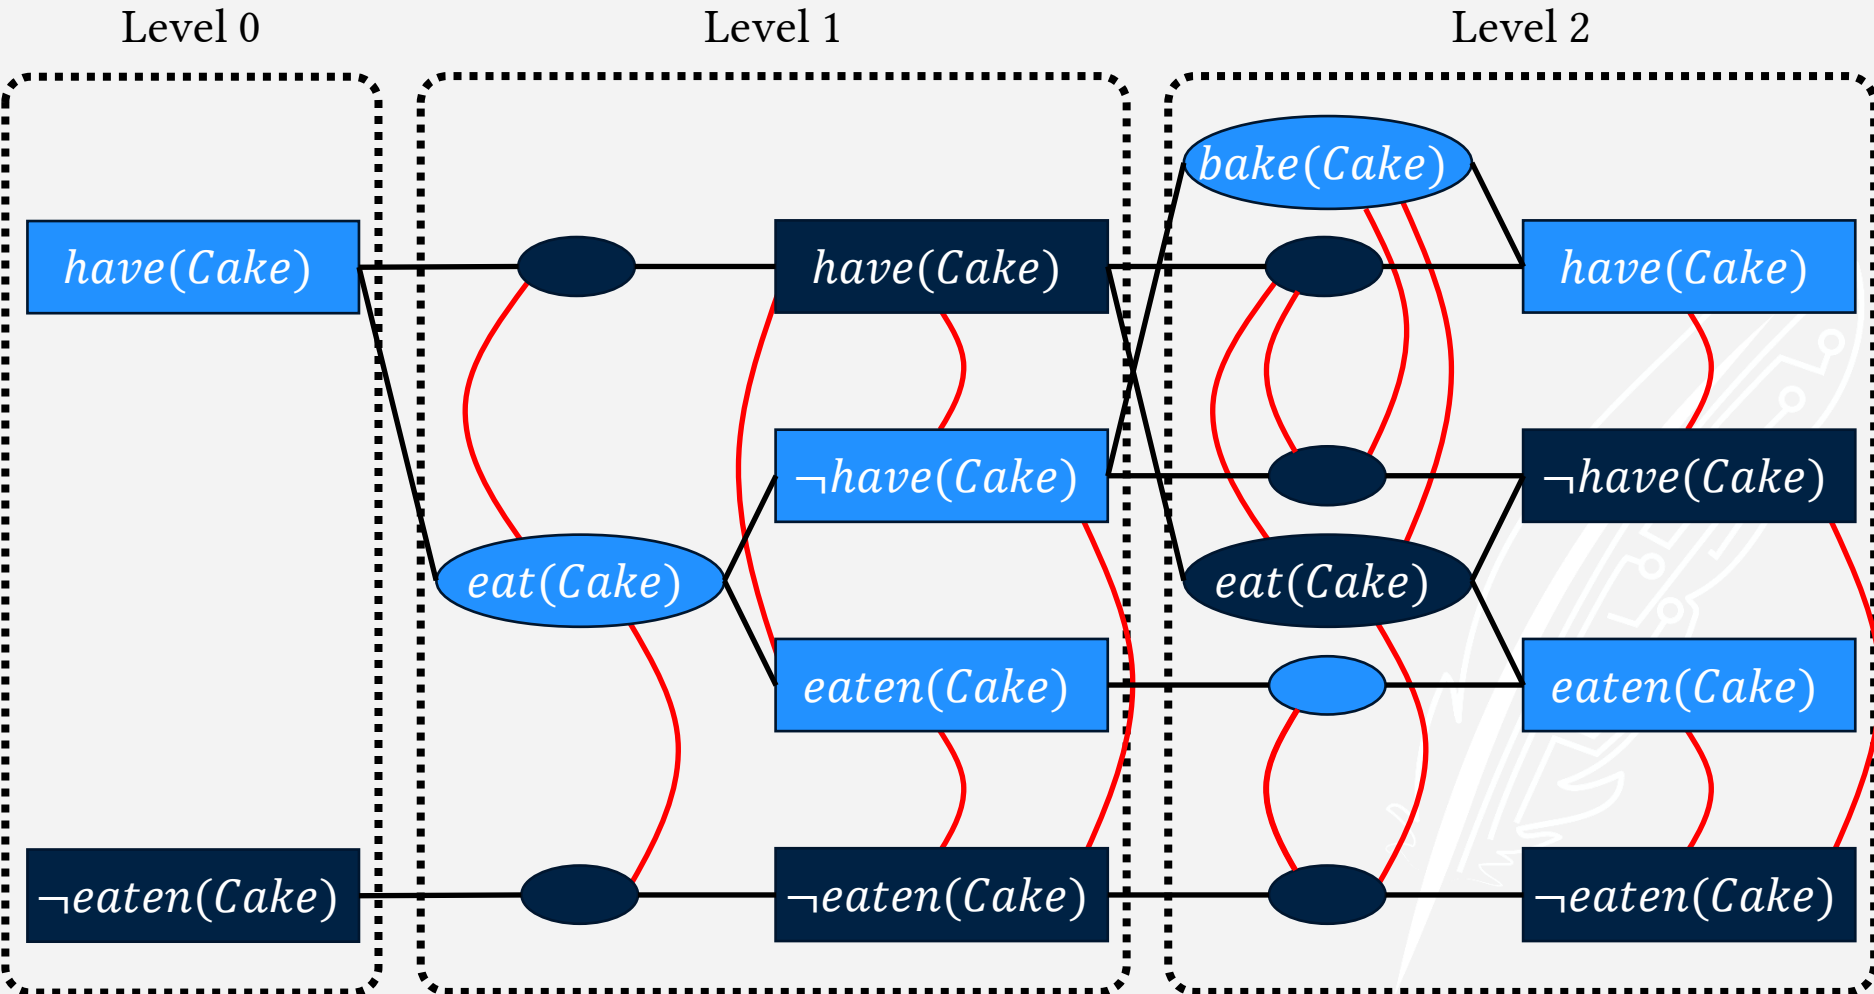 Level 0
Level 1
Level 2
bake(Cake)
have(Cake)
have(Cake)
have(Cake)
¬have(Cake)
¬have(Cake)
eat(Cake)
eat(Cake)
eaten(Cake)
eaten(Cake)
¬eaten(Cake)
¬eaten(Cake)
¬eaten(Cake)